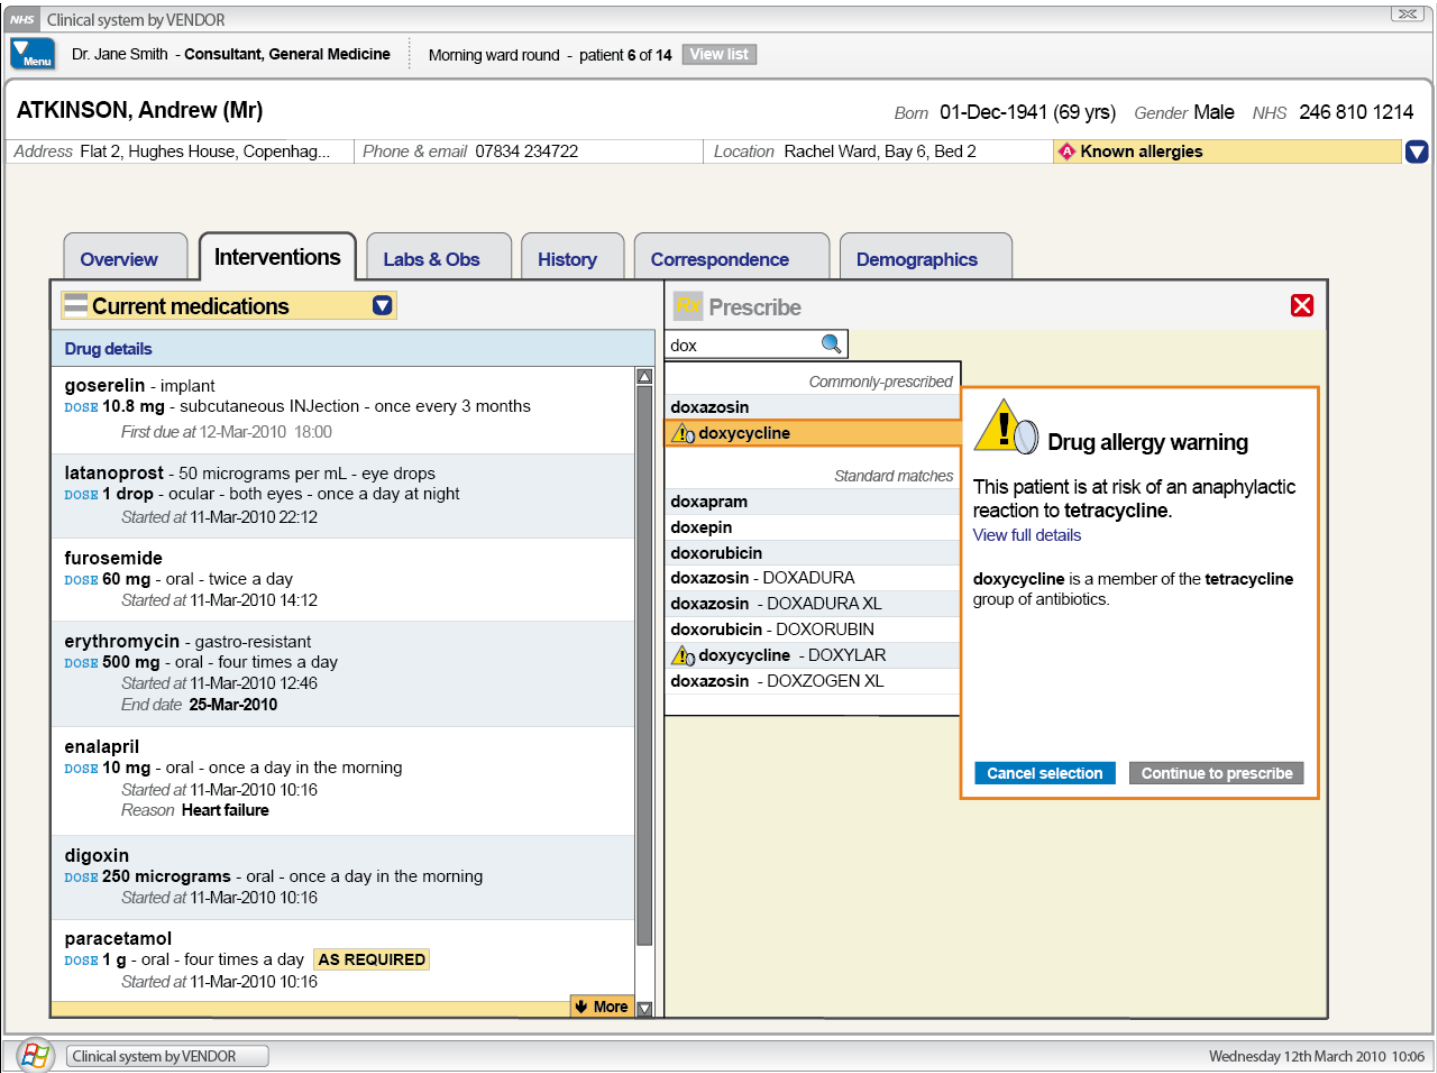 NHS Clinical system by VENDOR
Menu Dr. Jane Smith - Consultant, General Medicine Morning ward round - patient 6 of 14 View list
ATKINSON, Andrew (Mr) Born 01-Dec-1941 (69 yrs) Gender Male NHS 246 810 1214
Address Flat 2, Hughes House, Copenhag... Phone & email 07834 234722 Location Rachel Ward, Bay 6, Bed 2 A Known allergies
Overview Interventions Labs & Obs History Correspondence Demographics
Current medications
Drug details
goserelin - implant
DOSE 10.8 mg - subcutaneous INJection - once every 3 months
First due at 12-Mar-2010 18:00
latanoprost - 50 micrograms per mL - eye drops
DOSE 1 drop - ocular - both eyes - once a day at night
Started at 11-Mar-2010 22:12
furosemide
DOSE 60 mg - oral - twice a day
Started at 11-Mar-2010 14:12
erythromycin - gastro-resistant
DOSE 500 mg - oral - four times a day
Started at 11-Mar-2010 12:46
End date 25-Mar-2010
enalapril
DOSE 10 mg - oral - once a day in the morning
Started at 11-Mar-2010 10:16
Reason Heart failure
digoxin
DOSE 250 micrograms - oral - once a day in the morning
Started at 11-Mar-2010 10:16
paracetamol
DOSE 1 g - oral - four times a day AS REQUIRED
Started at 11-Mar-2010 10:16
More
Rx Prescribe
dox
Commonly-prescribed
doxazosin
doxycycline
Standard matches
doxapram
doxepin
doxorubicin
doxazosin - DOXADURA
doxazosin - DOXADURA XL
doxorubicin - DOXORUBIN
doxycycline - DOXYLAR
doxazosin - DOXZOGEN XL
Drug allergy warning
This patient is at risk of an anaphylactic
reaction to tetracycline.
View full details
doxycycline is a member of the tetracycline
group of antibiotics.
Cancel selection Continue to prescribe
Clinical system by VENDOR Wednesday 12th March 2010 10:06